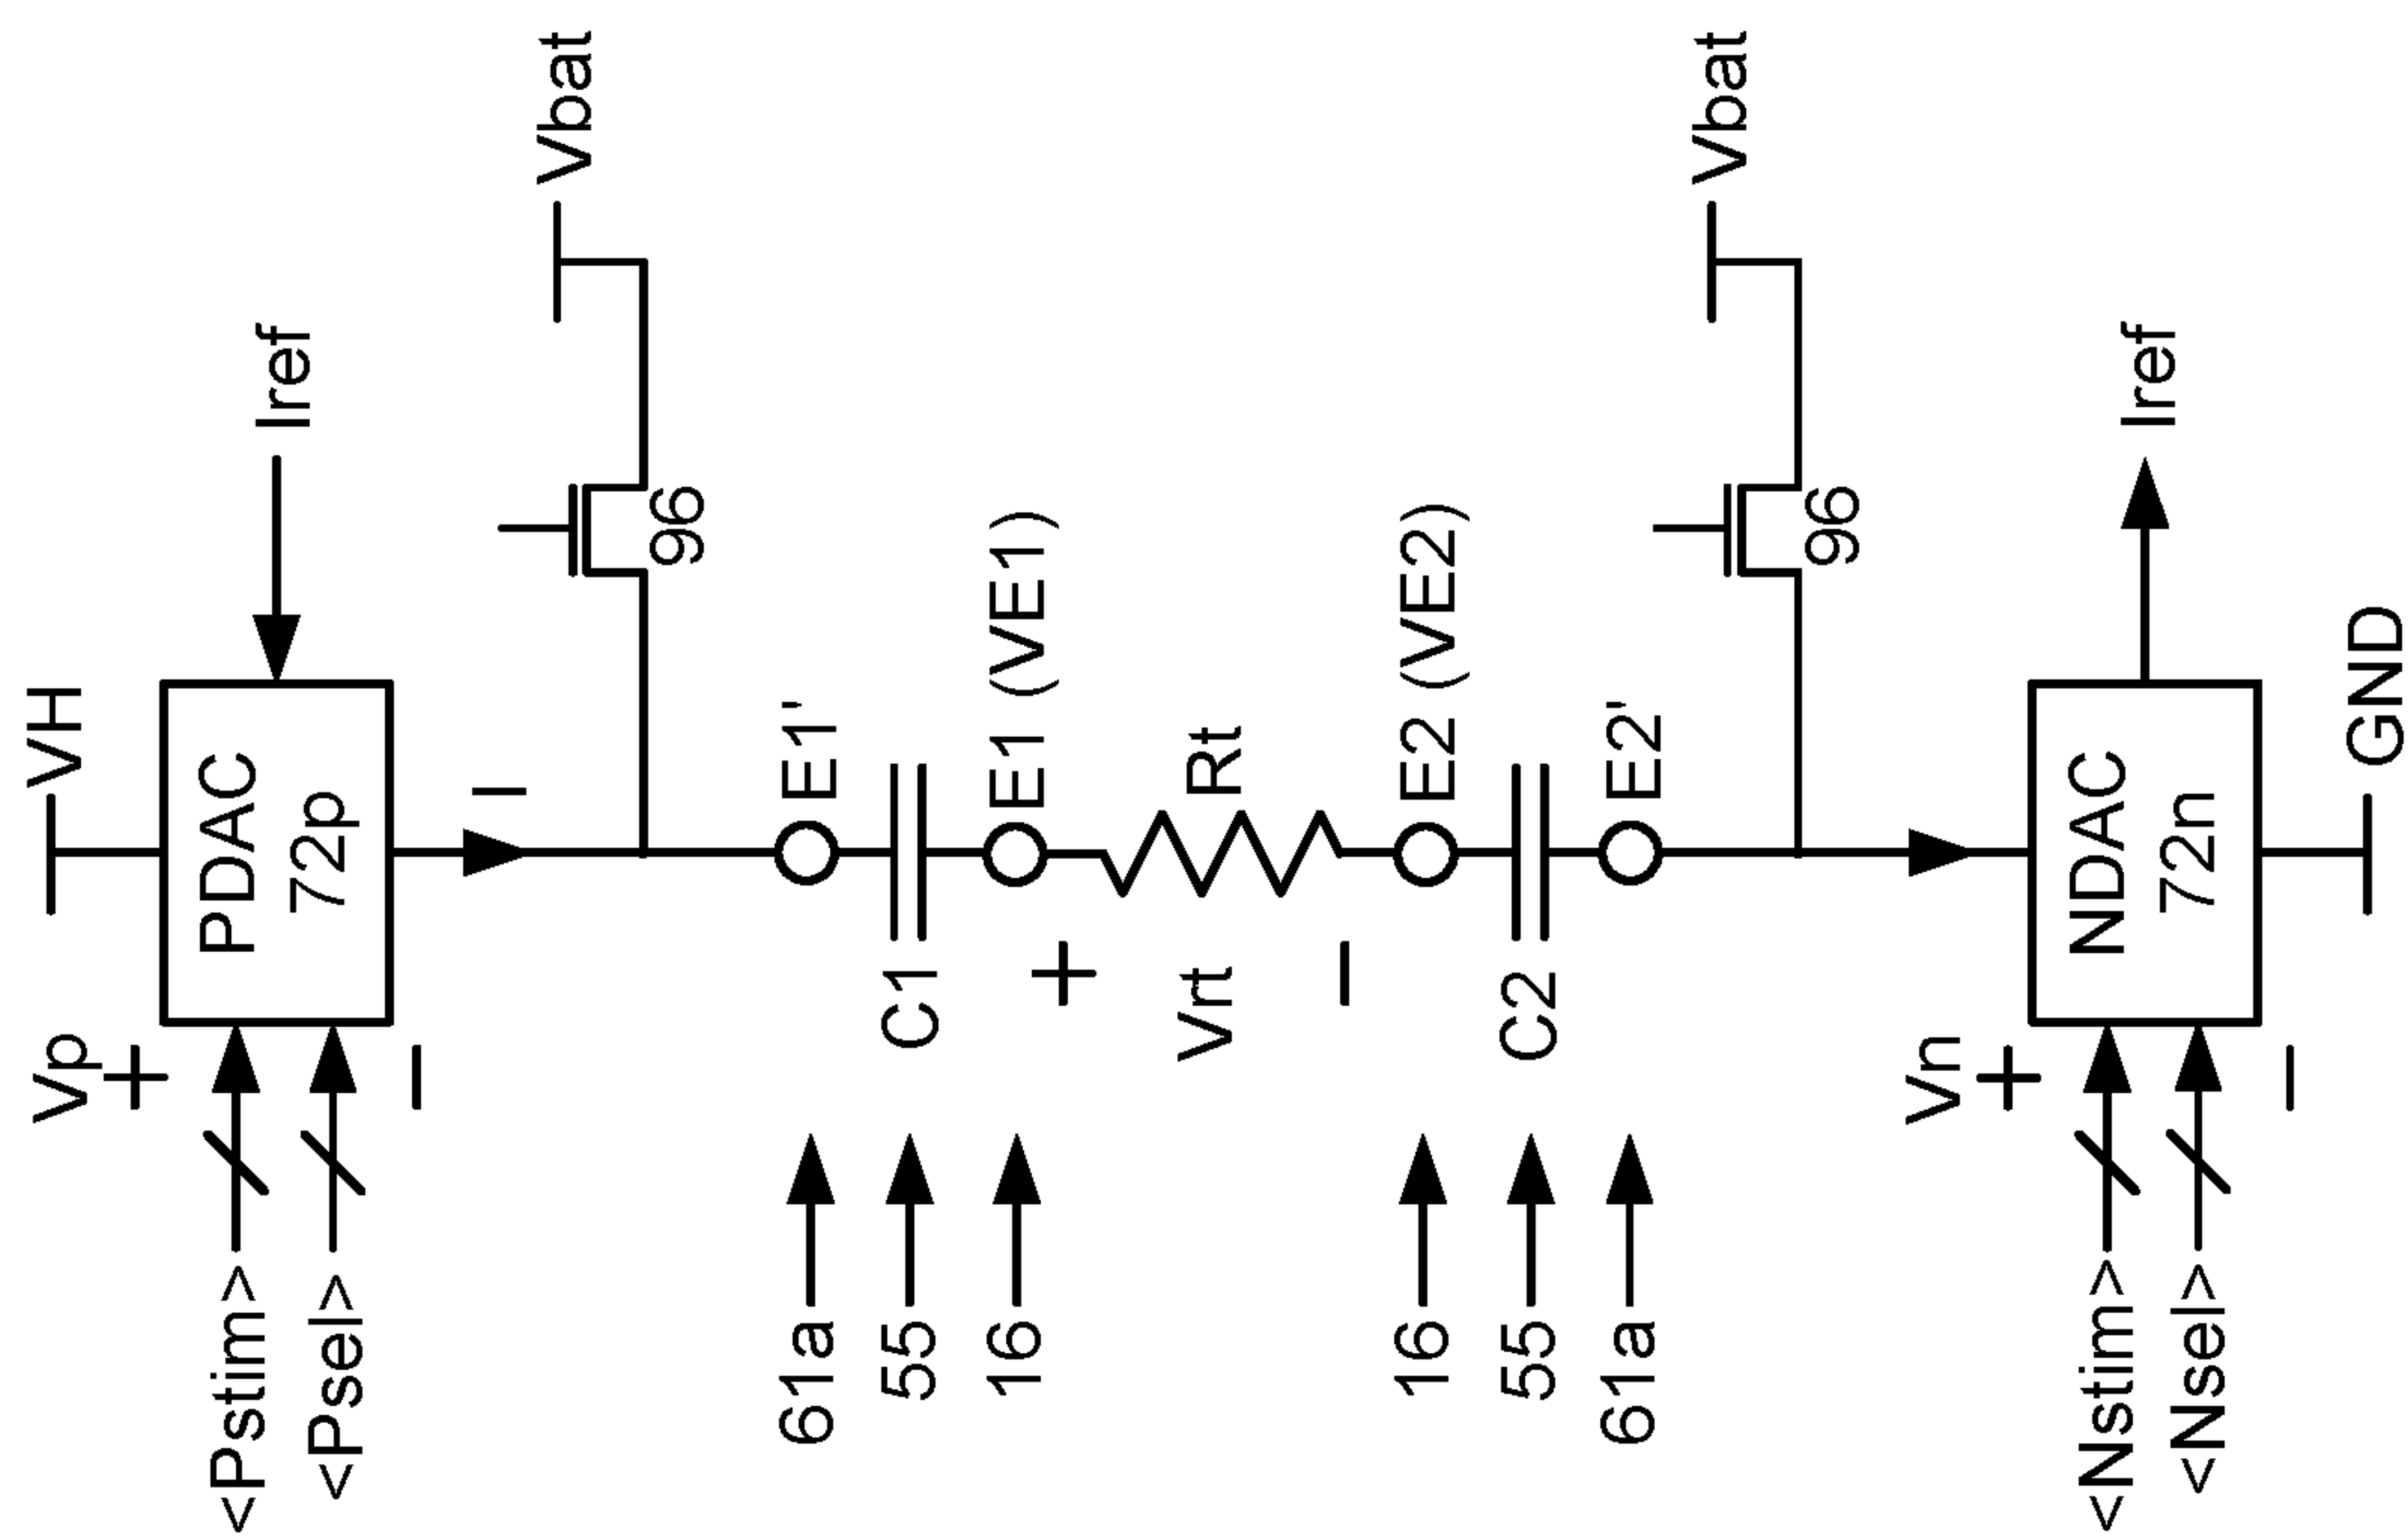 VH
Vp
+
<Pstim>
<Psel>
−
PDAC
72p
Iref
I
Vbat
96
61a
E1'
55
C1
16
E1 (VE1)
+
Vrt
−
Rt
16
E2 (VE2)
55
C2
61a
E2'
Vbat
96
Vn
+
<Nstim>
<Nsel>
−
NDAC
72n
Iref
GND